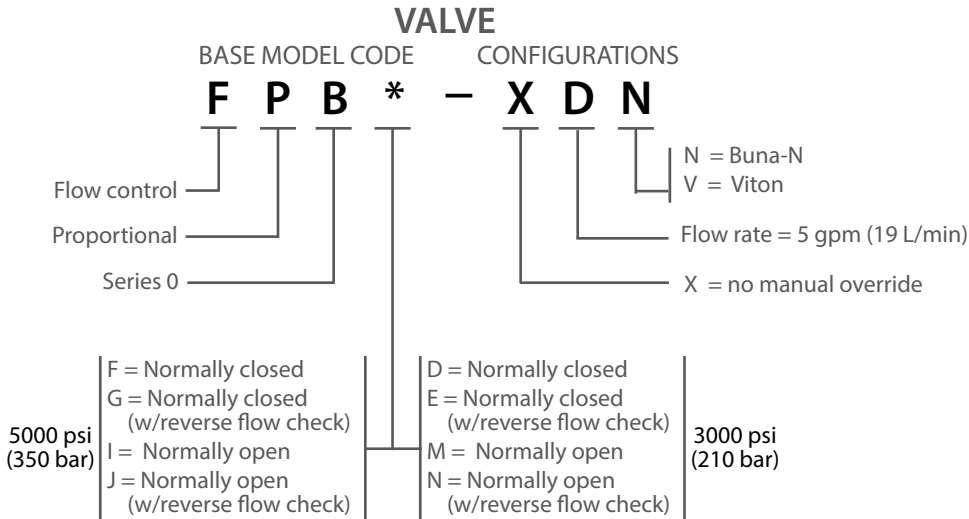 VALVE
BASE MODEL CODE CONFIGURATIONS
F P B * – X D N
N = Buna-N
V = Viton
Flow control
Proportional
Flow rate = 5 gpm (19 L/min)
Series 0
X = no manual override
F = Normally closed
G = Normally closed
(w/reverse flow check)
I = Normally open
J = Normally open
(w/reverse flow check)
5000 psi
(350 bar)
D = Normally closed
E = Normally closed
(w/reverse flow check)
M = Normally open
N = Normally open
(w/reverse flow check)
3000 psi
(210 bar)